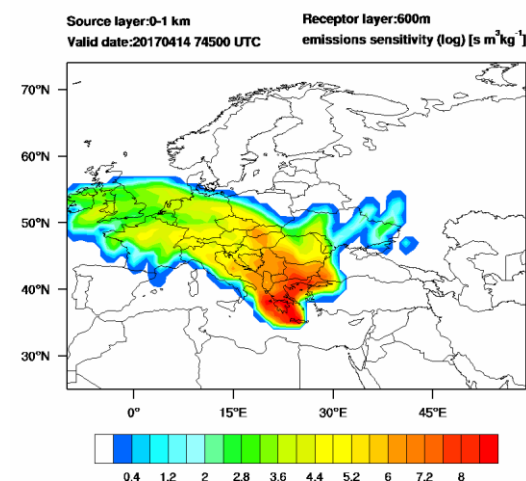 Source layer:0-1 km Receptor layer:600m
Valid date:20170414 74500 UTC emissions sensitivity (log) [s m³kg⁻¹]
70°N
60°N
50°N
40°N
30°N
0° 15°E 30°E 45°E
0.4 1.2 2 2.8 3.6 4.4 5.2 6 7.2 8